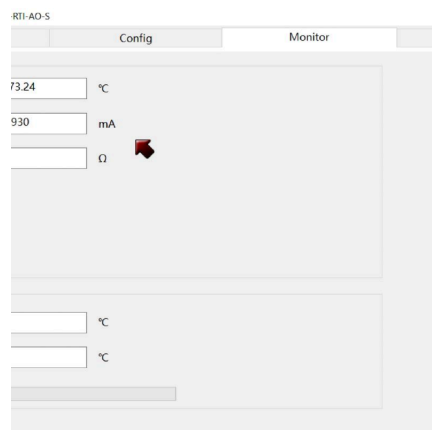 -RTI-AO-S
Config Monitor
73.24 ℃
930 mA
Ω
℃
℃